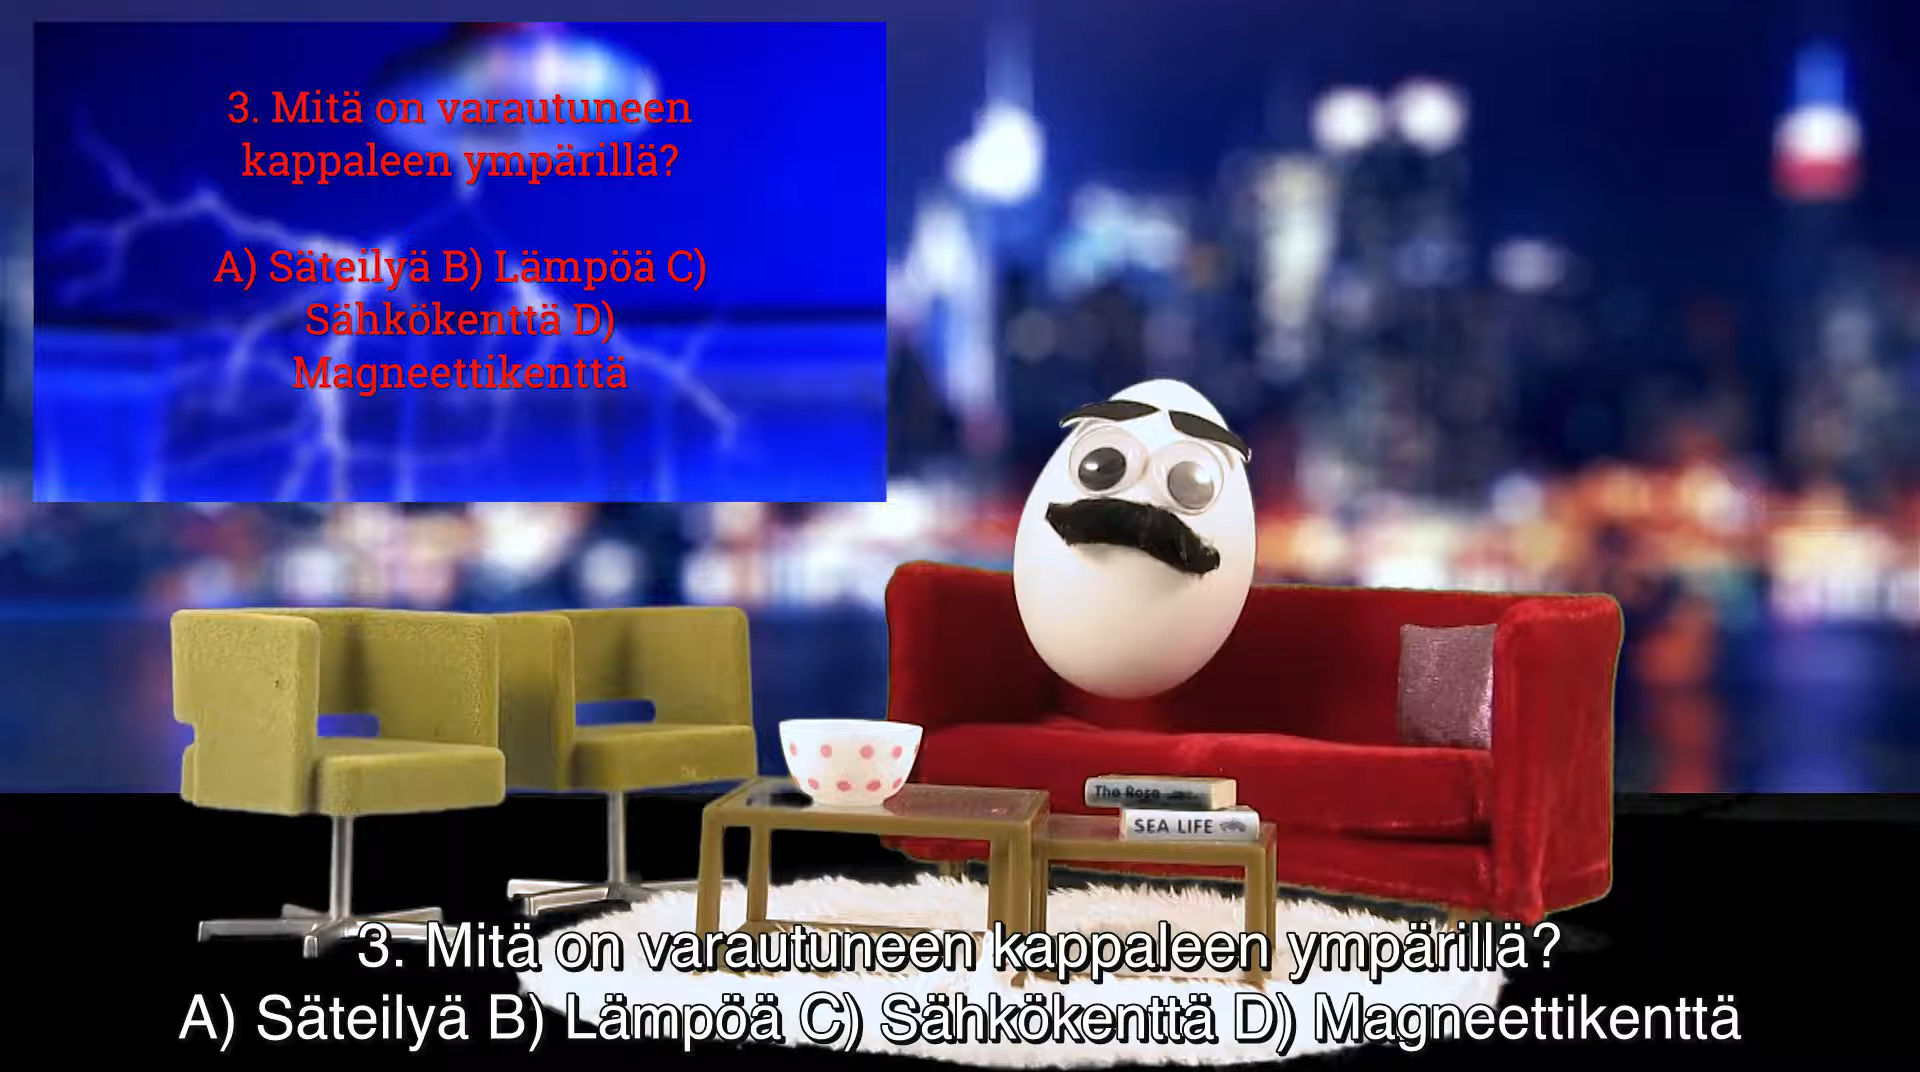 3. Mitä on varautuneen
kappaleen ympärillä?
A) Säteilyä B) Lämpöä C)
Sähkökenttä D)
Magneettikenttä
The Rose
SEA LIFE
3. Mitä on varautuneen kappaleen ympärillä?
A) Säteilyä B) Lämpöä C) Sähkökenttä D) Magneettikenttä